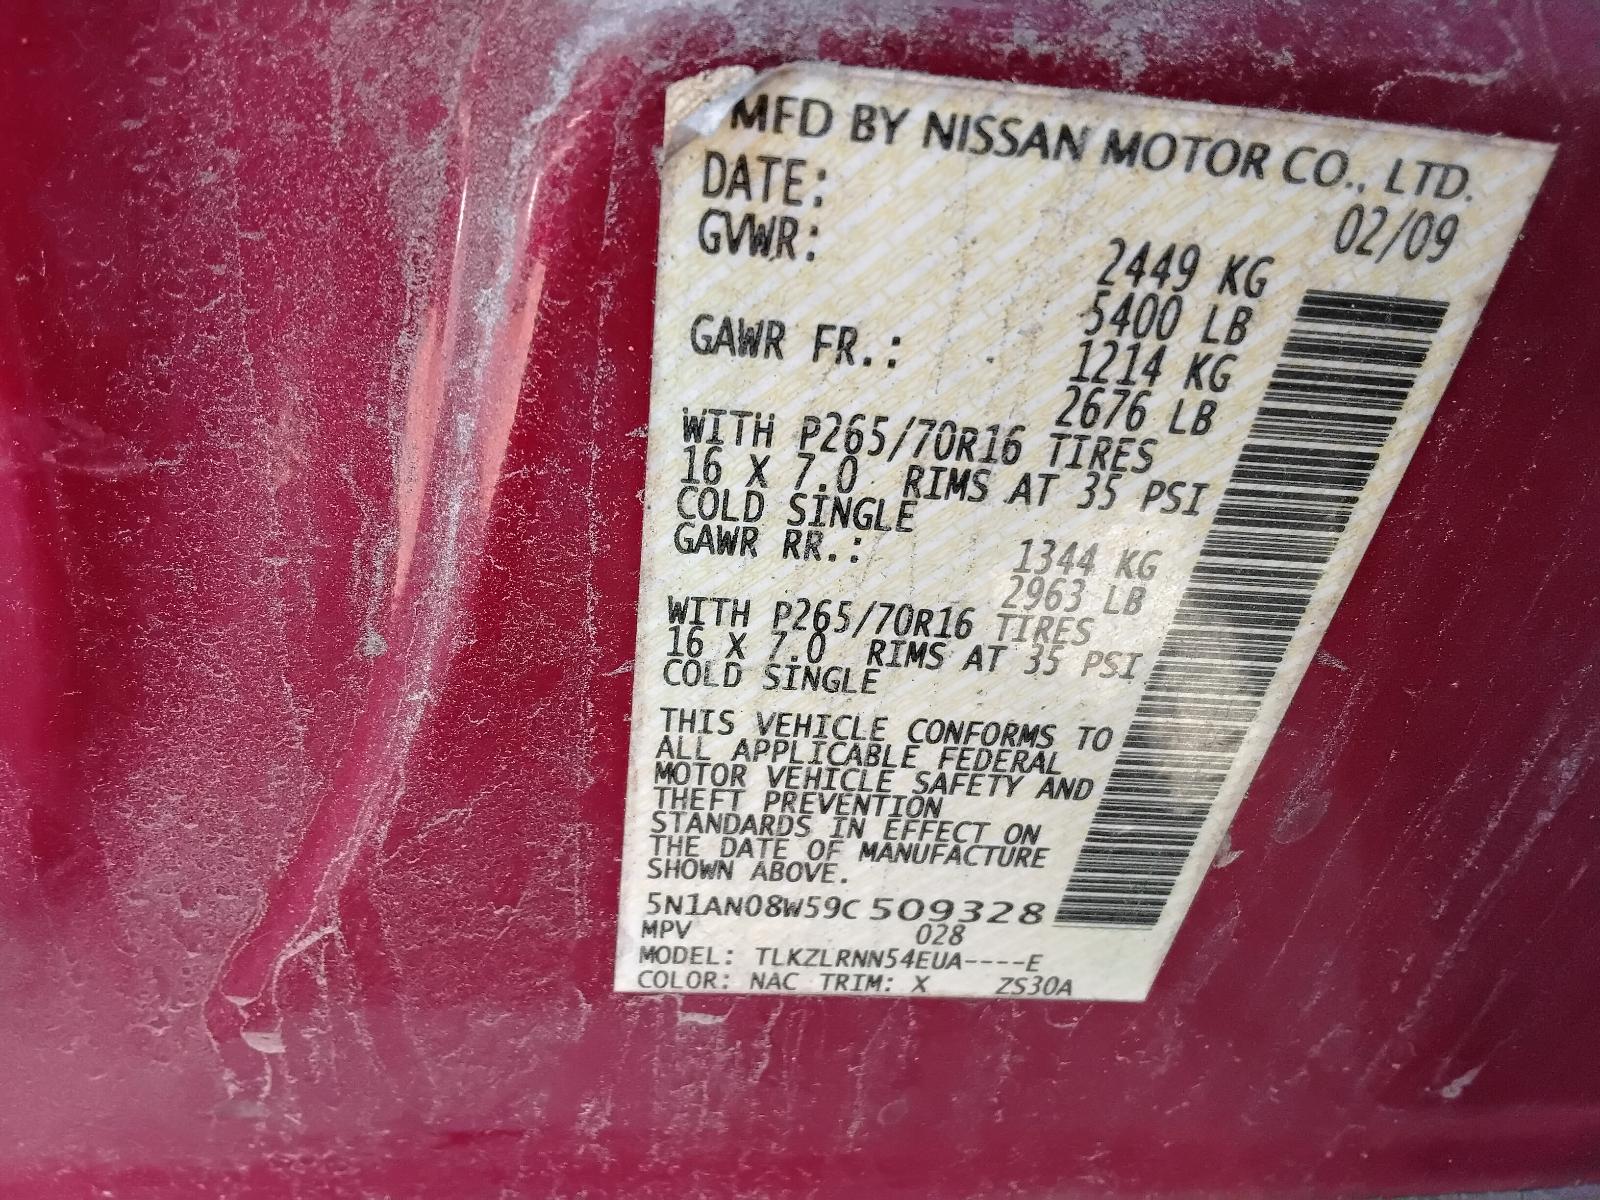 MFD BY NISSAN MOTOR CO., LTD.
DATE: 02/09
GVWR: 2449 KG
5400 LB
GAWR FR.: 1214 KG
2676 LB
WITH P265/70R16 TIRES
16 X 7.0 RIMS AT 35 PSI
COLD SINGLE
GAWR RR.: 1344 KG
2963 LB
WITH P265/70R16 TIRES
16 X 7.0 RIMS AT 35 PSI
COLD SINGLE
THIS VEHICLE CONFORMS TO
ALL APPLICABLE FEDERAL
MOTOR VEHICLE SAFETY AND
THEFT PREVENTION
STANDARDS IN EFFECT ON
THE DATE OF MANUFACTURE
SHOWN ABOVE.
5N1AN08W59C509328
MPV 028
MODEL: TLKZLRNN54EUA----E
COLOR: NAC TRIM: X ZS30A